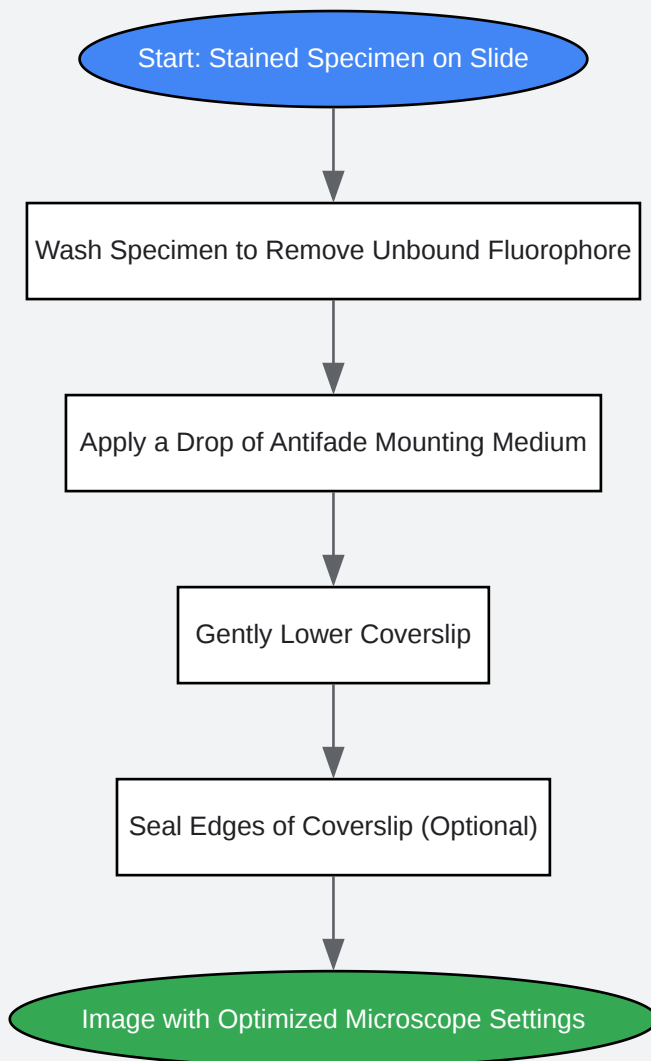 Start: Stained Specimen on Slide
Wash Specimen to Remove Unbound Fluorophore
Apply a Drop of Antifade Mounting Medium
Gently Lower Coverslip
Seal Edges of Coverslip (Optional)
Image with Optimized Microscope Settings